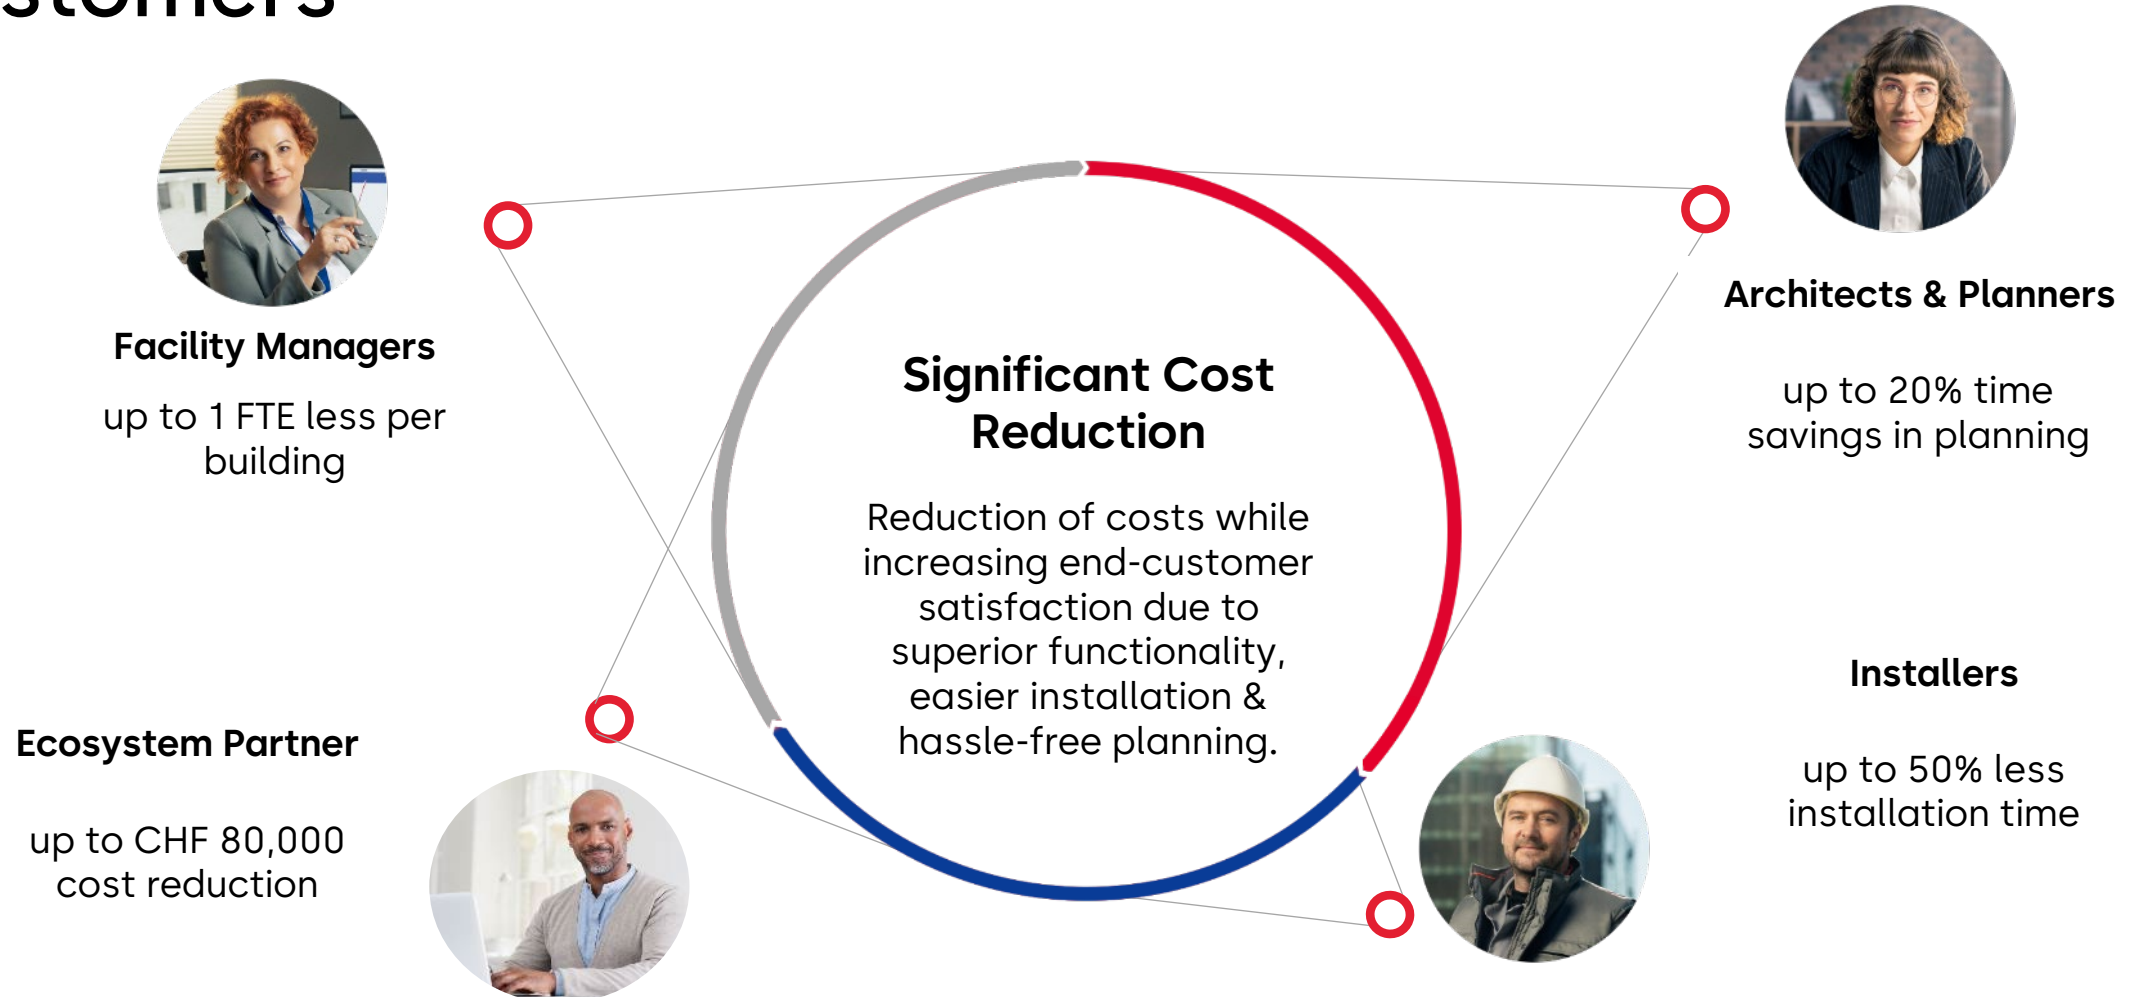 Facility Managers
up to 1 FTE less per
building
Architects & Planners
up to 20% time
savings in planning
Significant Cost
Reduction
Reduction of costs while
increasing end-customer
satisfaction due to
superior functionality,
easier installation &
hassle-free planning.
Ecosystem Partner
up to CHF 80,000
cost reduction
Installers
up to 50% less
installation time